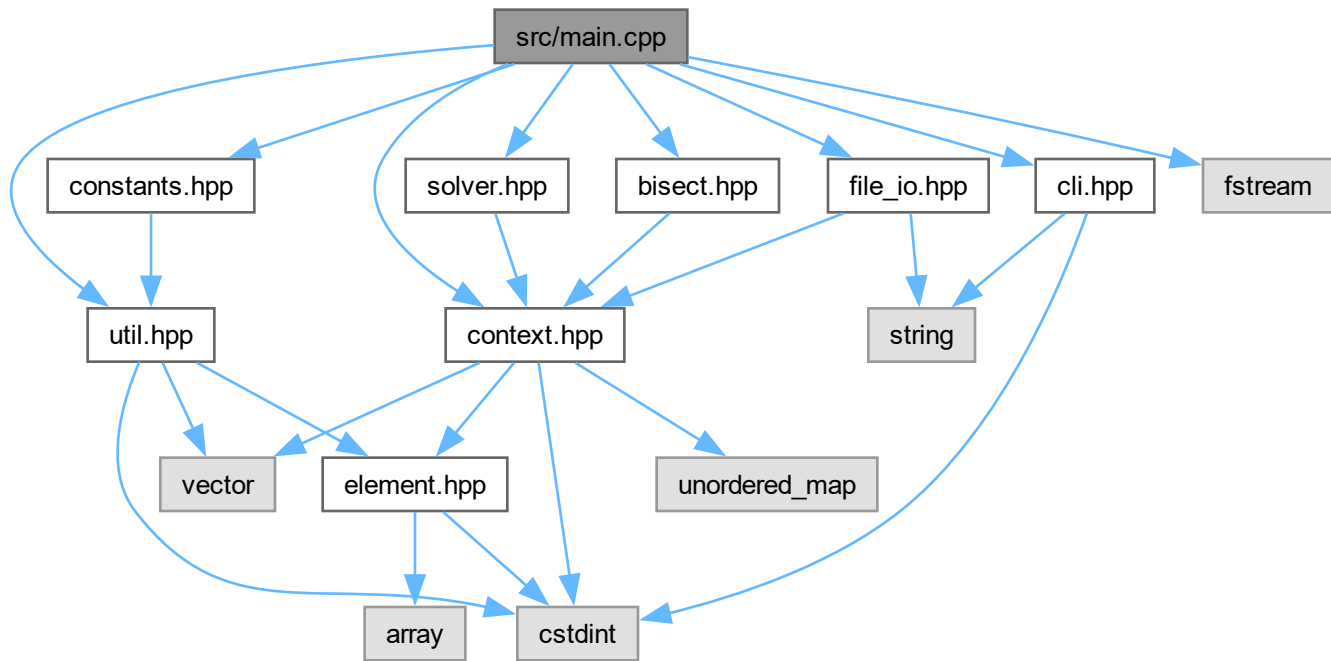 src/main.cpp
constants.hpp
solver.hpp
bisect.hpp
file_io.hpp
cli.hpp
fstream
util.hpp
context.hpp
string
vector
element.hpp
unordered_map
array
cstdint